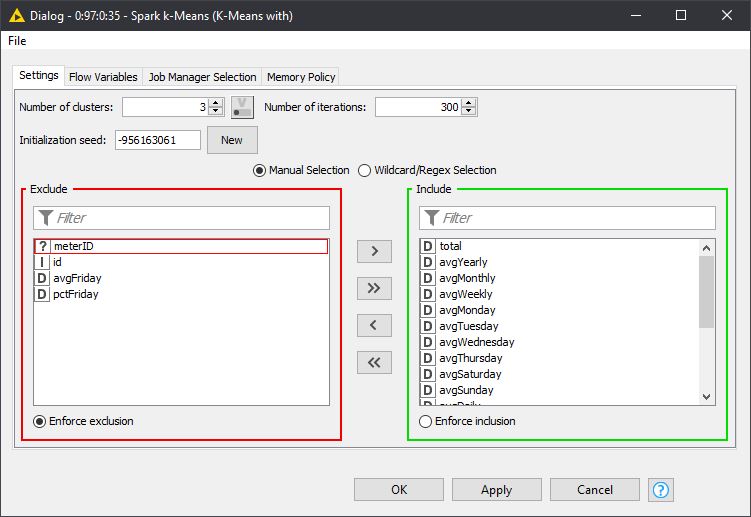 Dialog - 0:97:0:35 - Spark k-Means (K-Means with)
File
Settings Flow Variables Job Manager Selection Memory Policy
Number of clusters: 3 V Number of iterations: 300
Initialization seed: -956163061 New
Manual Selection Wildcard/Regex Selection
Exclude
Filter
? meterID
I id
D avgFriday
D pctFriday
Enforce exclusion
>
>>
<
<<
Include
Filter
D total
D avgYearly
D avgMonthly
D avgWeekly
D avgMonday
D avgTuesday
D avgWednesday
D avgThursday
D avgSaturday
D avgSunday
D avgDaily
Enforce inclusion
OK Apply Cancel ?